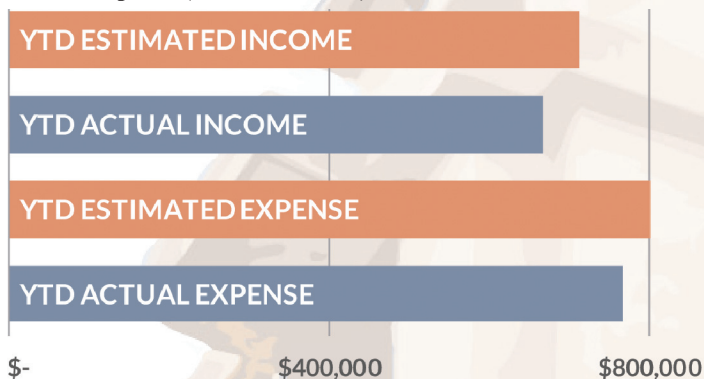 YTD ESTIMATED INCOME
YTD ACTUAL INCOME
YTD ESTIMATED EXPENSE
YTD ACTUAL EXPENSE
$- $400,000 $800,000